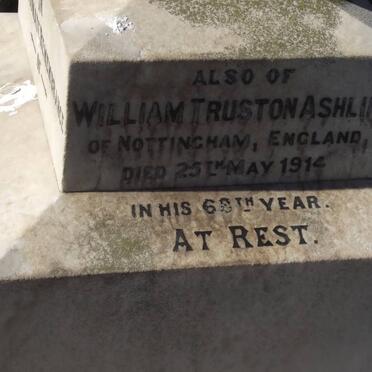 ALSO OF
WILLIAM TRUSTON
OF NOTTINGHAM, ENGLAND,
DIED 25TH MAY 1914
IN HIS 68TH YEAR.
AT REST.